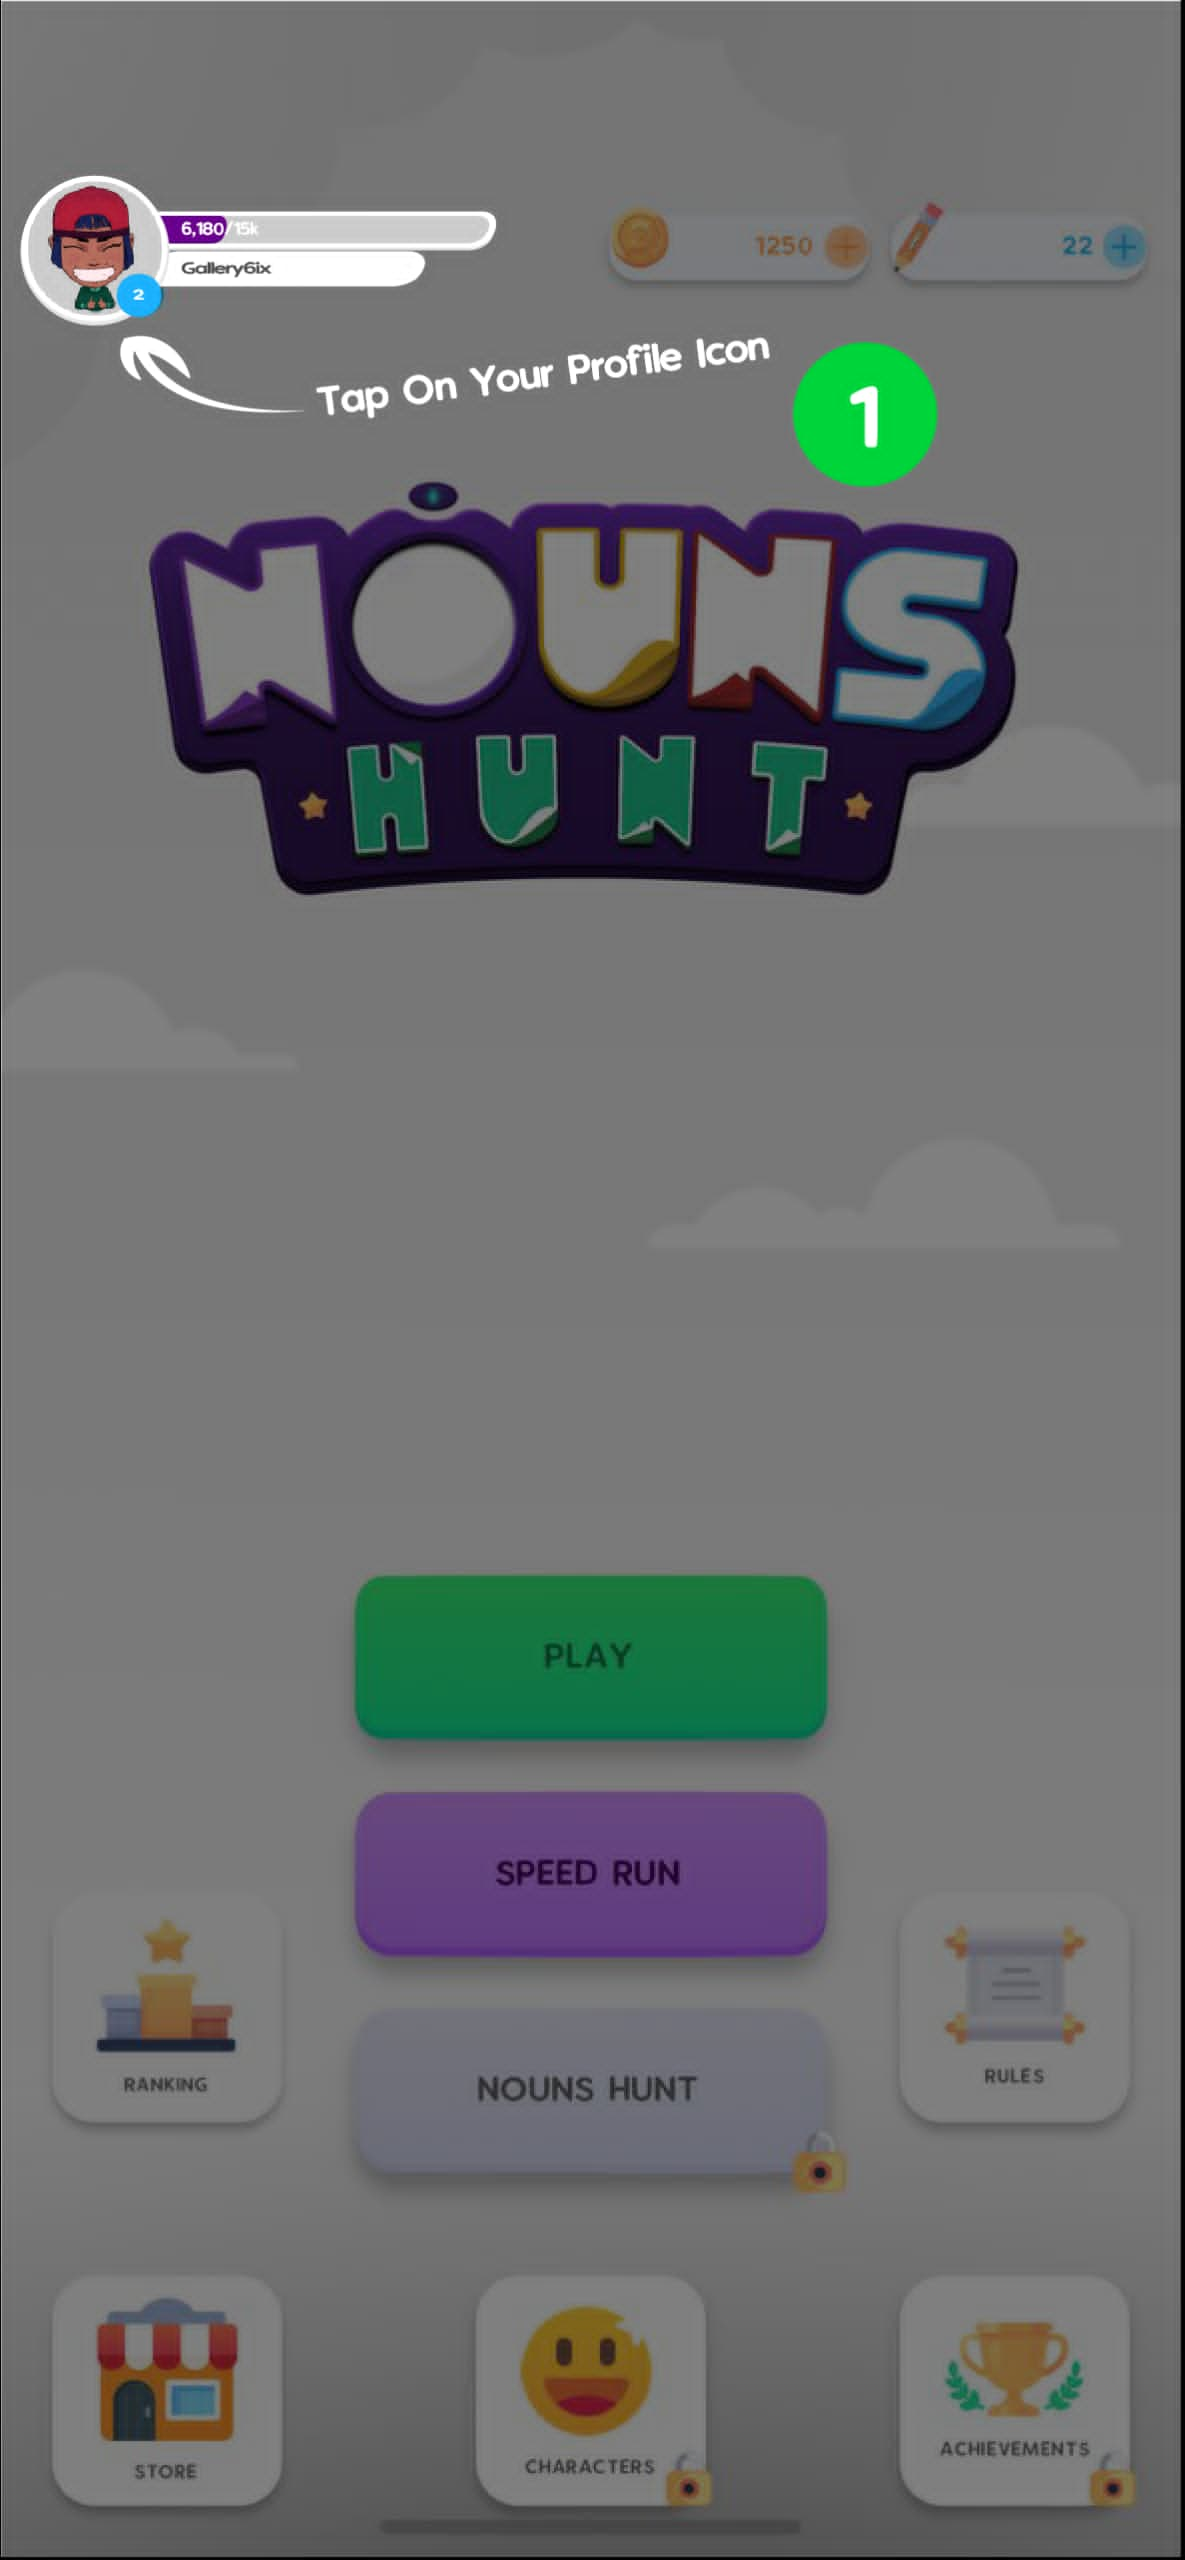 6,180/15k
Gallery6ix
2
1250
22
Tap On Your Profile Icon
1
NOUNS
HUNT
PLAY
SPEED RUN
NOUNS HUNT
RANKING
RULES
STORE
CHARACTERS
ACHIEVEMENTS